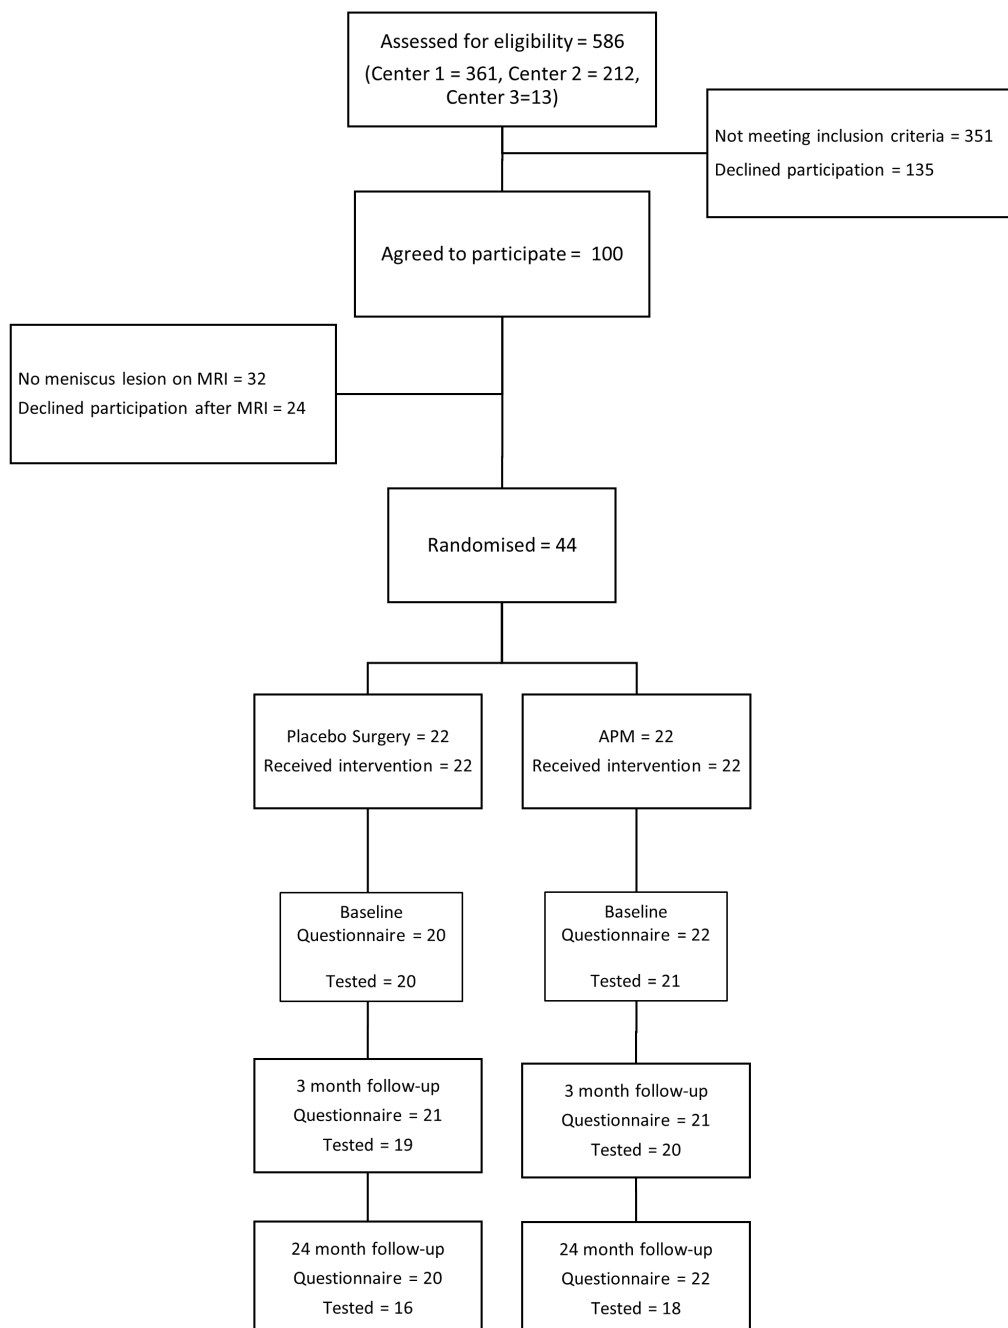 Assessed for eligibility = 586
(Center 1 = 361, Center 2 = 212,
Center 3=13)
Not meeting inclusion criteria = 351
Declined participation = 135
Agreed to participate = 100
No meniscus lesion on MRI = 32
Declined participation after MRI = 24
Randomised = 44
Placebo Surgery = 22
Received intervention = 22
APM = 22
Received intervention = 22
Baseline
Questionnaire = 20
Tested = 20
Baseline
Questionnaire = 22
Tested = 21
3 month follow-up
Questionnaire = 21
Tested = 19
3 month follow-up
Questionnaire = 21
Tested = 20
24 month follow-up
Questionnaire = 20
Tested = 16
24 month follow-up
Questionnaire = 22
Tested = 18